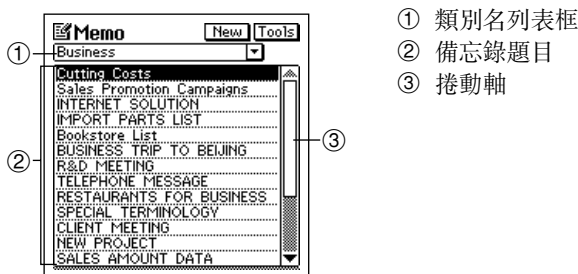 Memo New Tools
Business
Cutting Costs
Sales Promotion Campaigns
INTERNET SOLUTION
IMPORT PARTS LIST
Bookstore List
BUSINESS TRIP TO BEIJING
R&D MEETING
TELEPHONE MESSAGE
RESTAURANTS FOR BUSINESS
SPECIAL TERMINOLOGY
CLIENT MEETING
NEW PROJECT
SALES AMOUNT DATA
①
②
③
① 類別名列表框
② 備忘錄題目
③ 捲動軸